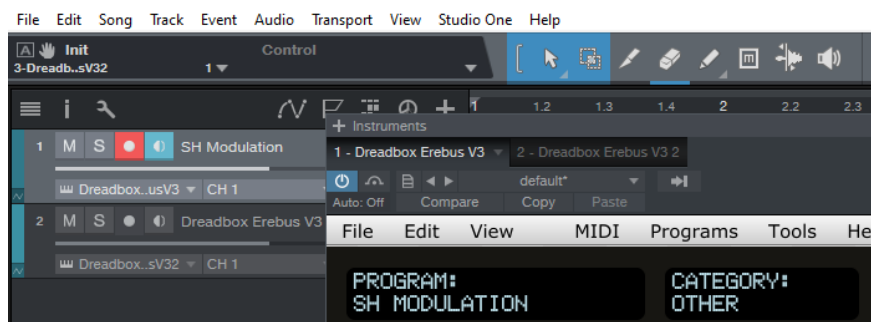 File Edit Song Track Event Audio Transport View Studio One Help
A Init Control
3-Dreadb..sV32 1
i 1 1.2 1.3 1.4 2 2.2 2.3
Instruments
1 M S SH Modulation
1 - Dreadbox Erebus V3 2 - Dreadbox Erebus V3 2
default*
Dreadbox..usV3 CH 1
Auto: Off Compare Copy Paste
2 M S Dreadbox Erebus V3
File Edit View MIDI Programs Tools He
Dreadbox..sV32 CH 1
PROGRAM: CATEGORY:
SH MODULATION OTHER